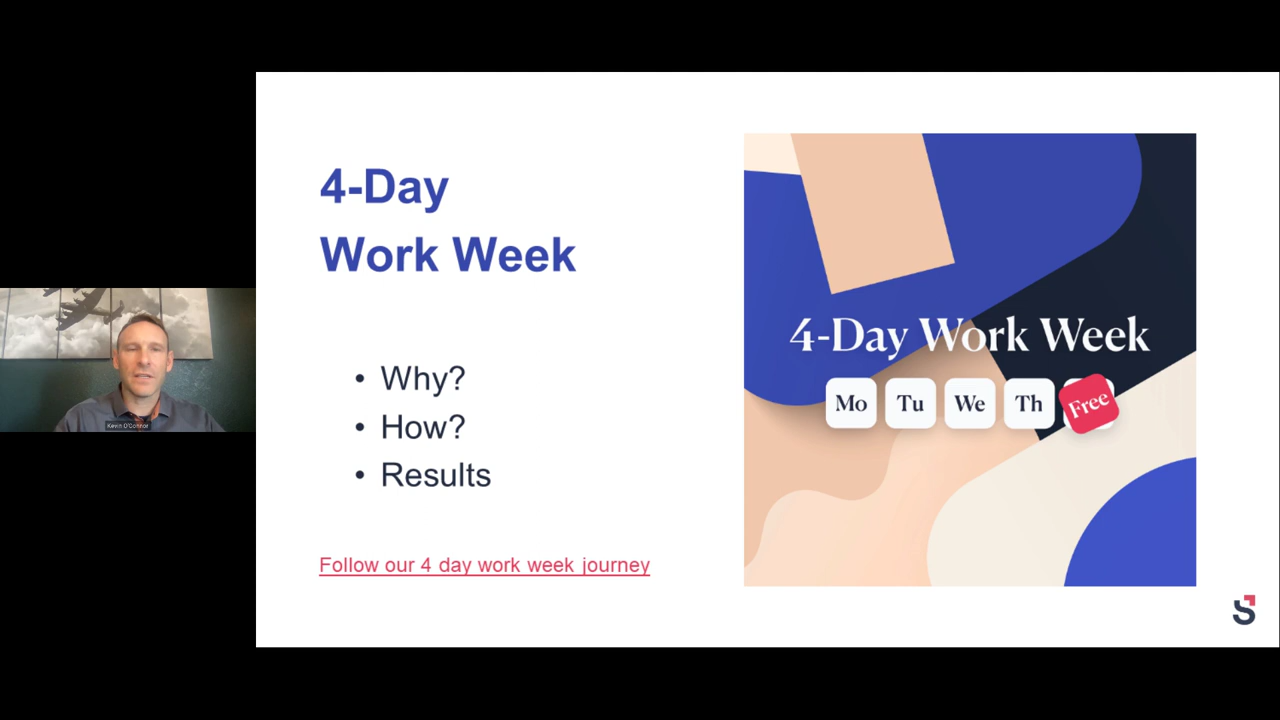 4-Day
Work Week
• Why?
• How?
• Results
Follow our 4 day work week journey
4-Day Work Week
Mo Tu We Th Free
Kevin O'Connor
S